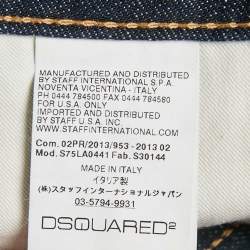 MANUFACTURED AND DISTRIBUTED
BY STAFF INTERNATIONAL S.P.A.
NOVENTA VICENTINA - ITALY
PH 0444 784500 FAX 0444 784580
FOR U.S.A. ONLY
IMPORTED AND DISTRIBUTED
BY STAFF USA INC.
Com. 02PR/2013/953 - 2013 02
Mod. S75LA0441 Fab. S30144
MADE IN ITALY
イタリア製
(株)スタッフインターナショナルジャパン
03-5794-9931
DSQUARED²